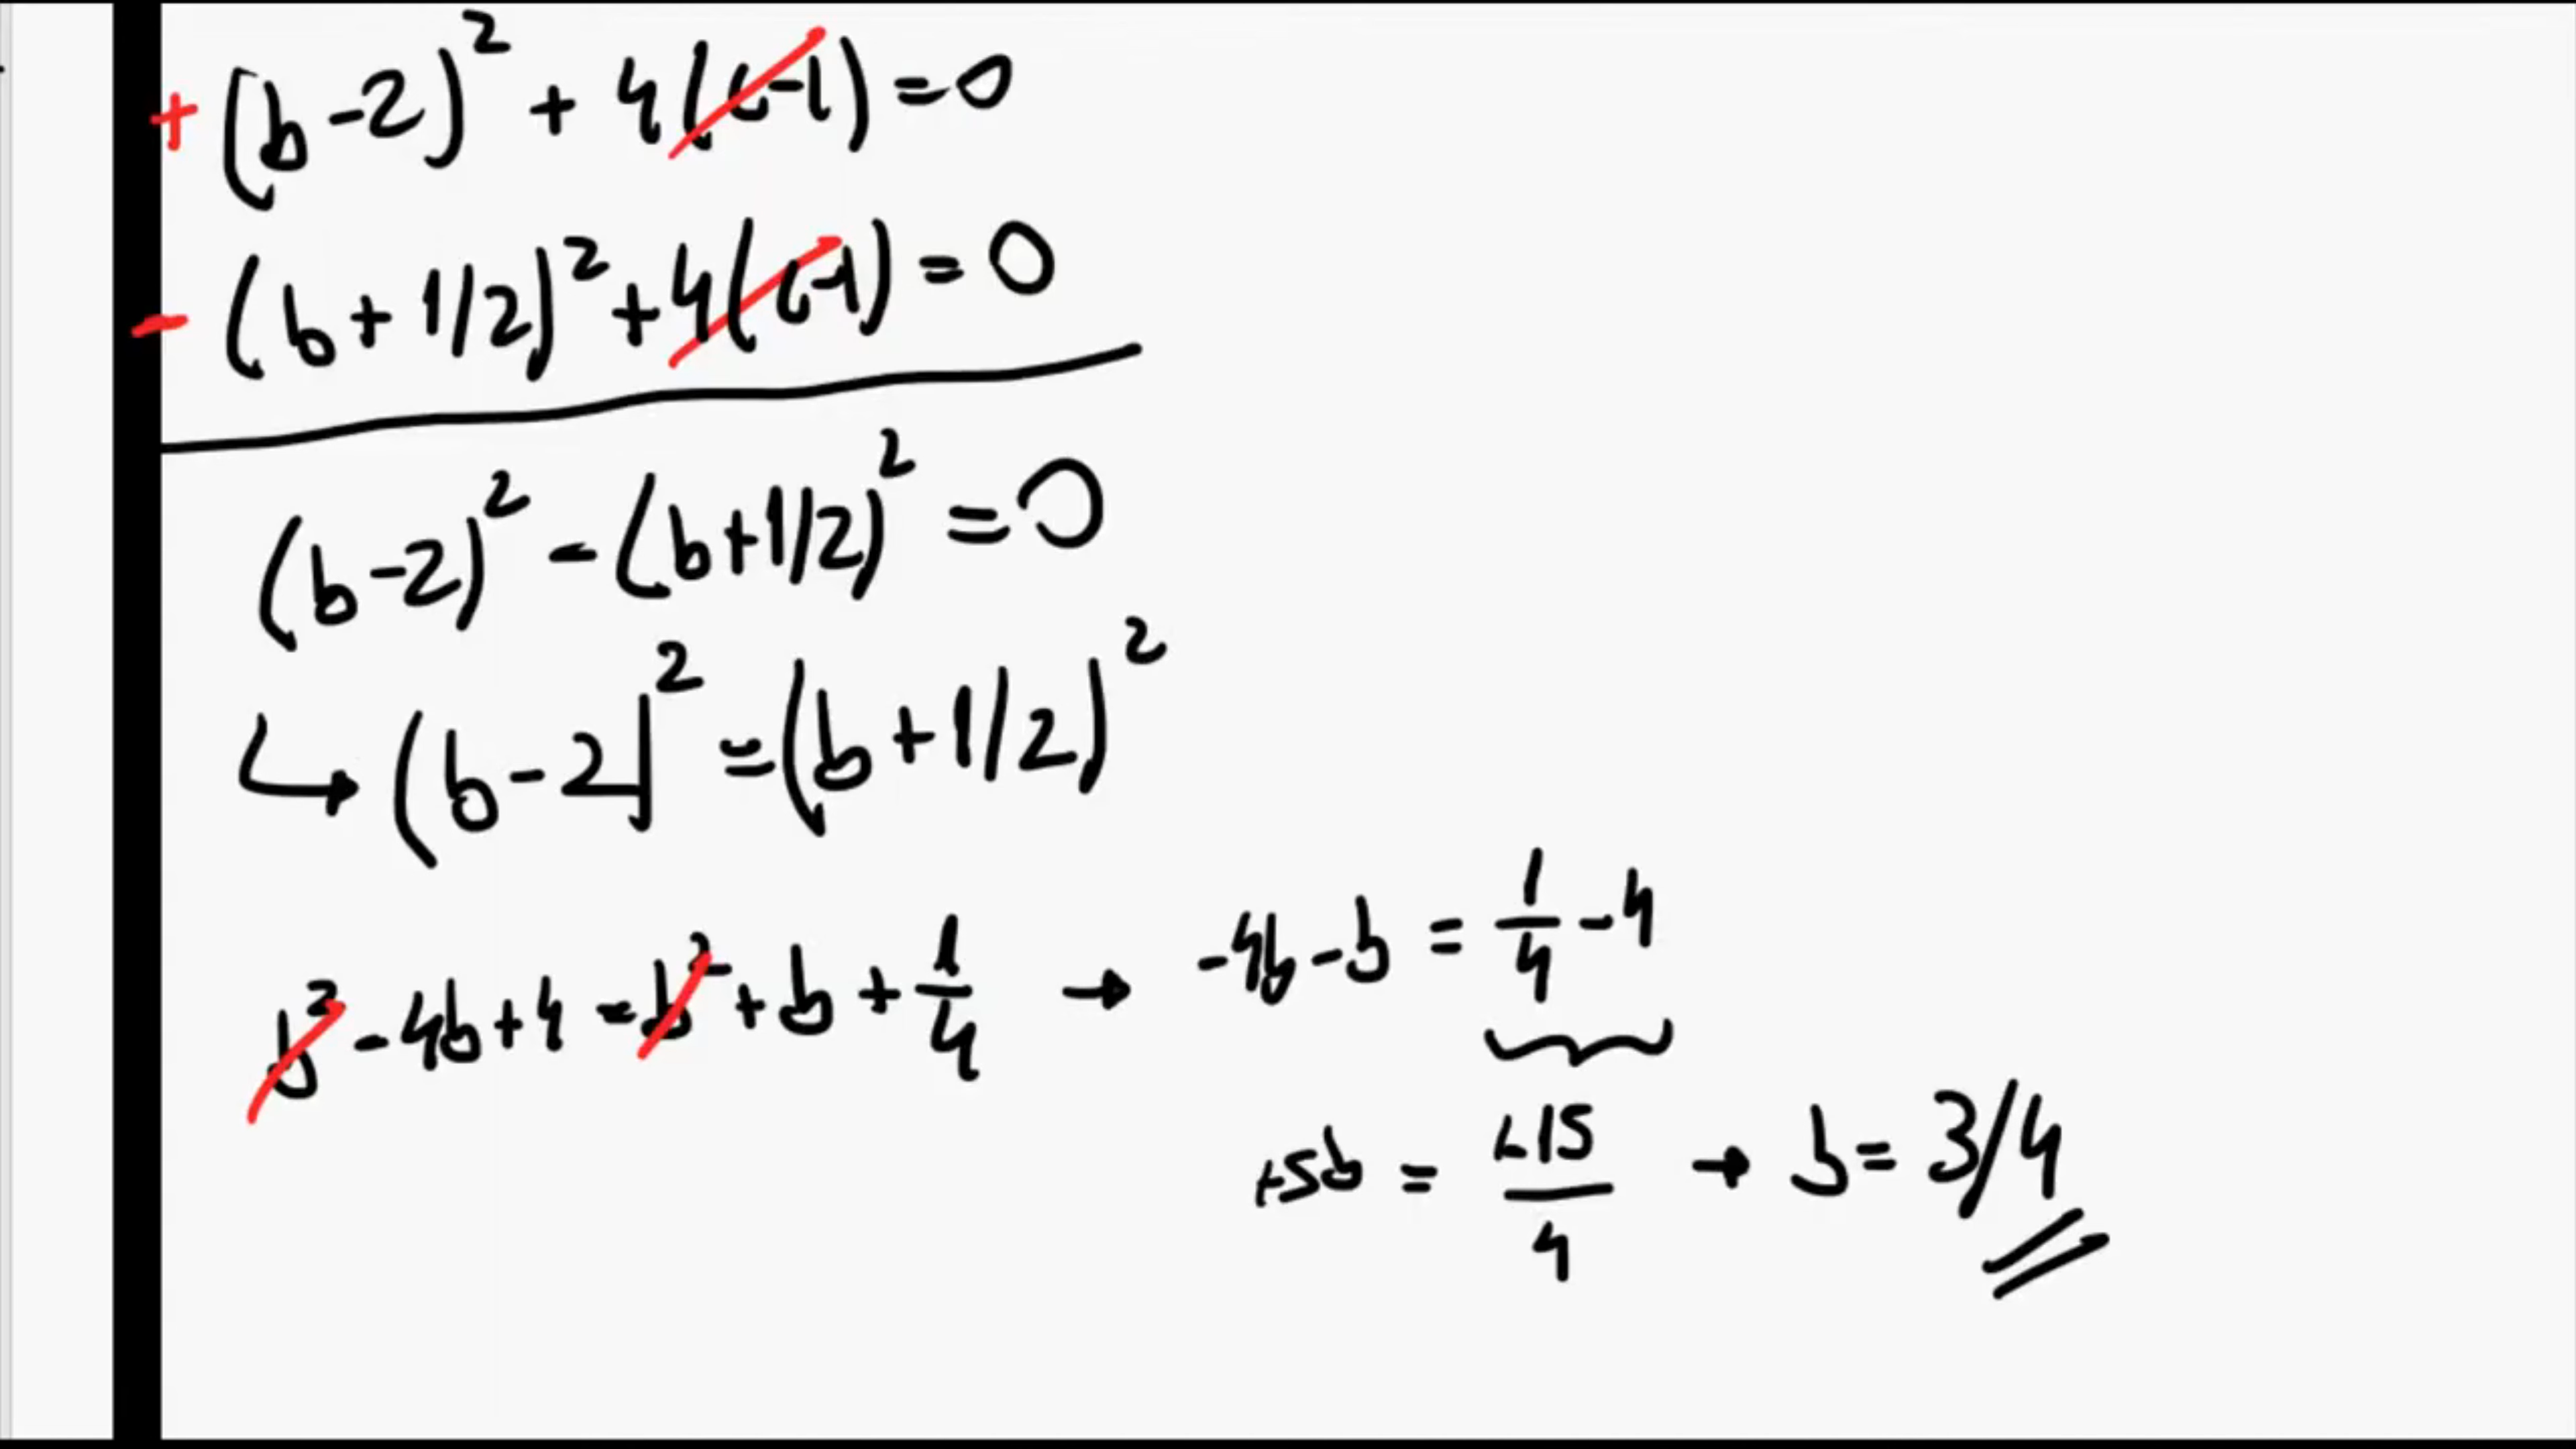 + (b-2)² + 4(c-1) = 0
- (b+1/2)² + 4(c-1) = 0
(b-2)² - (b+1/2)² = 0
↳ (b-2)² = (b+1/2)²
b² - 4b + 4 = b² + b + 1/4 → -4b - b = 1/4 - 4
+5b = +15/4 → b = 3/4